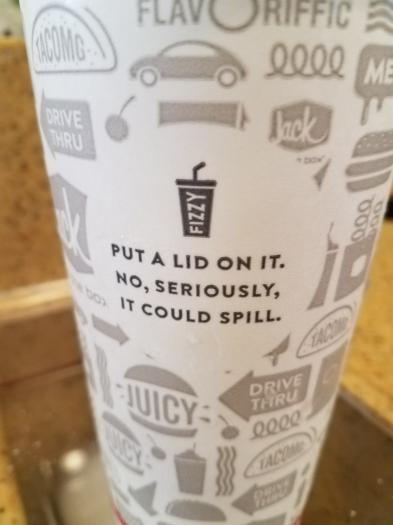 FLAVORIFFIC
TACOMG
ME
DRIVE
THRU
Jack
FIZZY
PUT A LID ON IT.
NO, SERIOUSLY,
IT COULD SPILL.
TACOMG
DRIVE
THRU
JUICY
JUICY
TACOMG
DRIVE
THRU